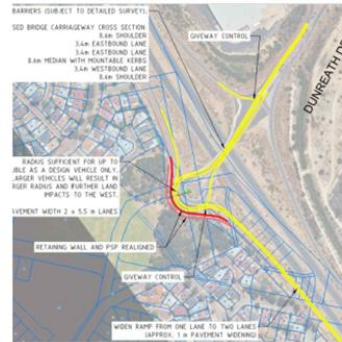 BARRIERS (SUBJECT TO DETAILED SURVEY).
SED BRIDGE CARRIAGEWAY CROSS SECTION
SHOULDER
3.4m EASTBOUND LANE
3.4m EASTBOUND LANE
MEDIAN WITH MOUNTABLE KERBS
3.4m WESTBOUND LANE
SHOULDER
GIVEWAY CONTROL
DUNREATH DR
RADIUS SUFFICIENT FOR UP TO
UBLE AS A DESIGN VEHICLE ONLY.
ARGER VEHICLES WILL RESULT IN
RGER RADIUS AND FURTHER LAND
IMPACTS TO THE WEST.
AVEMENT WIDTH 2 x 5.5 m LANES
RETAINING WALL AND PSP REALIGNED
GIVEWAY CONTROL
WIDEN RAMP FROM ONE LANE TO TWO LANES
(APPROX. 1 m PAVEMENT WIDENING)